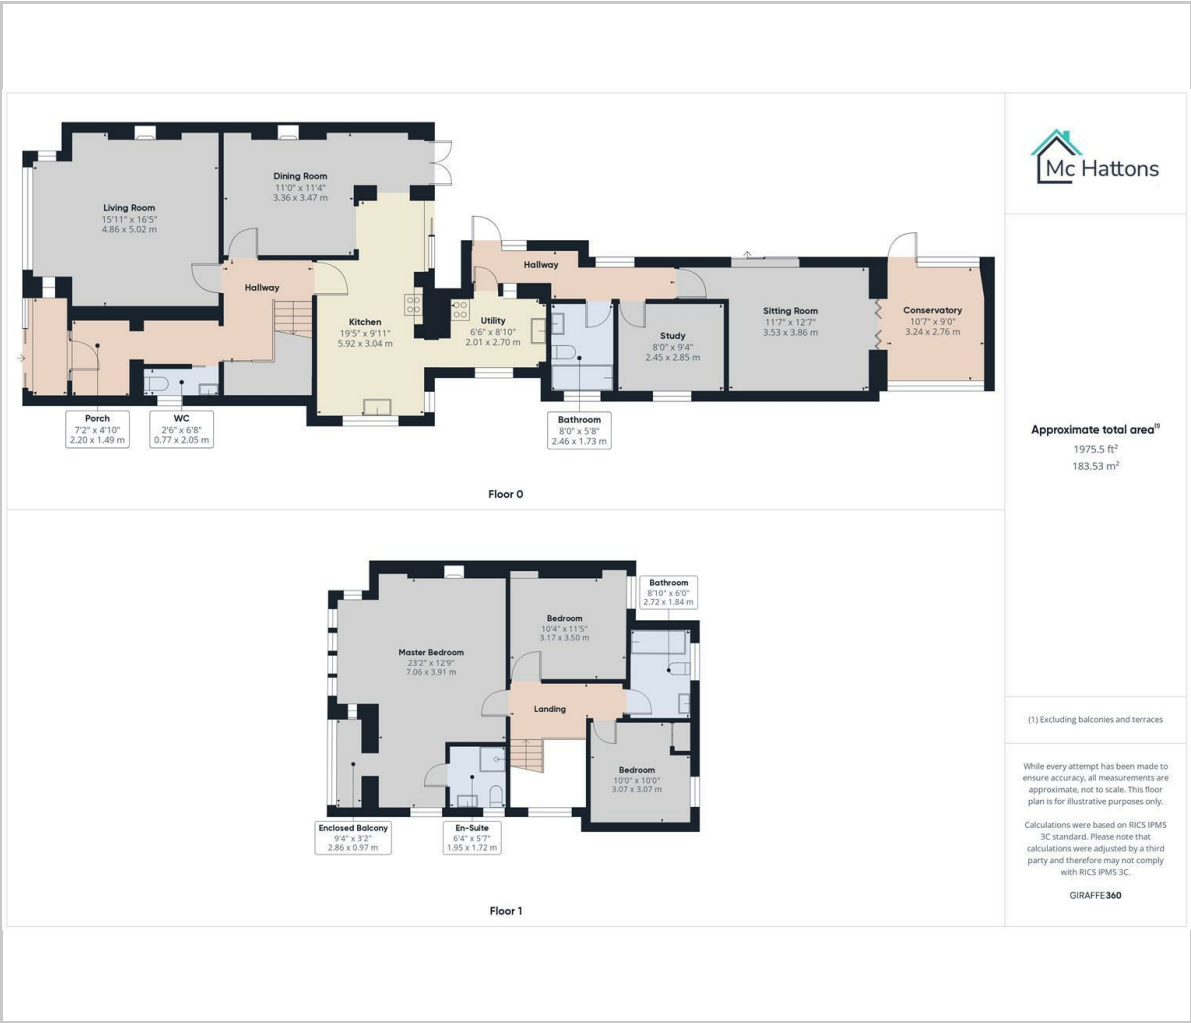 Living Room
15'11" x 16'5"
4.86 x 5.02 m
Dining Room
11'0" x 11'4"
3.36 x 3.47 m
Hallway
Kitchen
19'5" x 9'11"
5.92 x 3.04 m
Utility
6'6" x 8'10"
2.01 x 2.70 m
Hallway
Study
8'0" x 9'4"
2.45 x 2.85 m
Sitting Room
11'7" x 12'7"
3.53 x 3.86 m
Conservatory
10'7" x 9'0"
3.24 x 2.76 m
Porch
7'2" x 4'10"
2.20 x 1.49 m
WC
2'6" x 6'8"
0.77 x 2.05 m
Bathroom
8'0" x 5'8"
2.46 x 1.73 m
Floor 0
Master Bedroom
23'2" x 12'9"
7.06 x 3.91 m
Bedroom
10'4" x 11'5"
3.17 x 3.50 m
Bathroom
8'10" x 6'0"
2.72 x 1.84 m
Landing
Bedroom
10'0" x 10'0"
3.07 x 3.07 m
Enclosed Balcony
9'4" x 3'2"
2.86 x 0.97 m
En-Suite
6'4" x 5'7"
1.95 x 1.72 m
Floor 1
Mc Hattons
Approximate total area(1)
1975.5 ft²
183.53 m²
(1) Excluding balconies and terraces
While every attempt has been made to
ensure accuracy, all measurements are
approximate, not to scale. This floor
plan is for illustrative purposes only.
Calculations were based on RICS IPMS
3C standard. Please note that
calculations were adjusted by a third
party and therefore may not comply
with RICS IPMS 3C.
GIRAFFE360